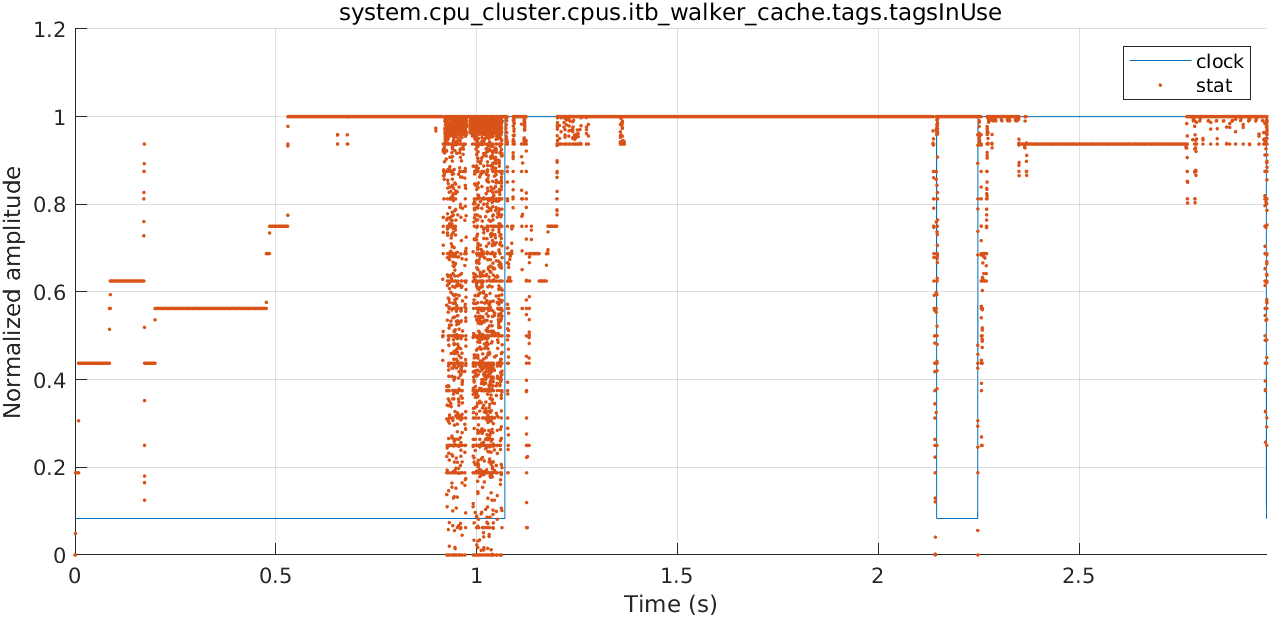 system.cpu_cluster.cpus.itb_walker_cache.tags.tagsInUse
1.2
1
0.8
0.6
0.4
0.2
0
Normalized amplitude
clock
stat
0 0.5 1 1.5 2 2.5
Time (s)